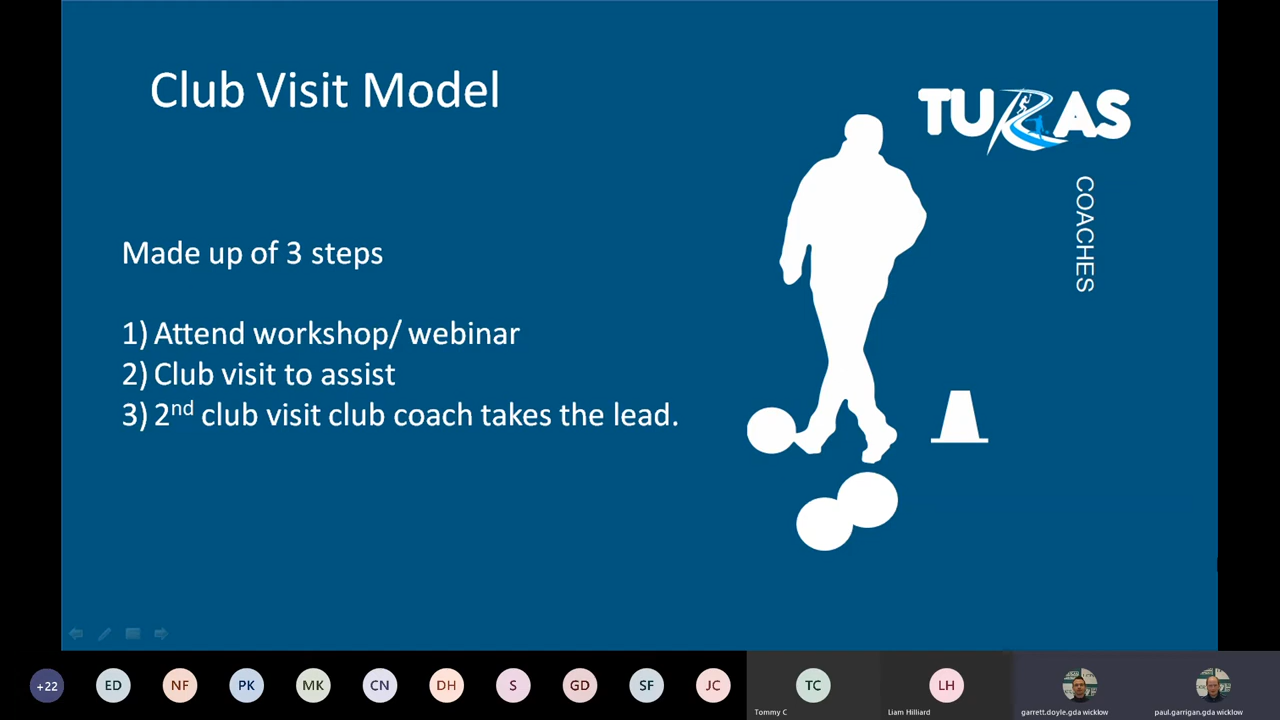 Club Visit Model
TURAS
COACHES
Made up of 3 steps
1) Attend workshop/ webinar
2) Club visit to assist
3) 2nd club visit club coach takes the lead.
+22
ED
NF
PK
MK
CN
DH
S
GD
SF
JC
TC
LH
Tommy C
Liam Hilliard
garrett.doyle.gda wicklow
paul.garrigan.gda wicklow